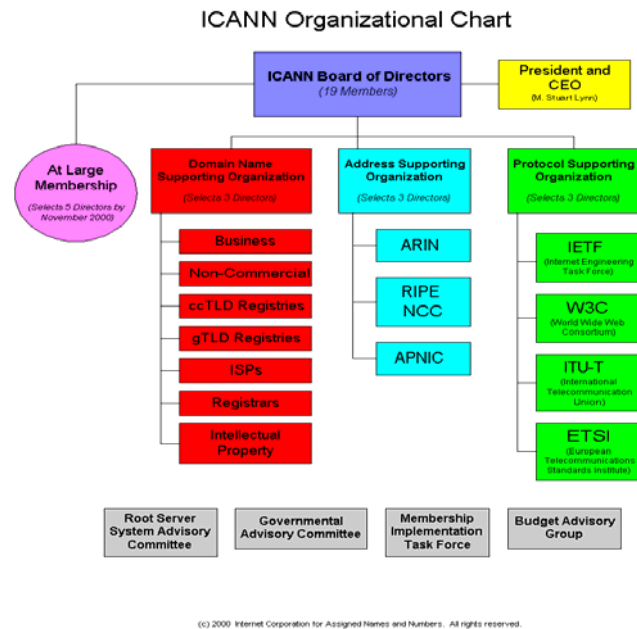 ICANN Organizational Chart
ICANN Board of Directors
(19 Members)
President and
CEO
(M. Stuart Lynn)
At Large
Membership
(Selects 5 Directors by
November 2000)
Domain Name
Supporting Organization
(Selects 3 Directors)
Business
Non-Commercial
ccTLD Registries
gTLD Registries
ISPs
Registrars
Intellectual
Property
Address Supporting
Organization
(Selects 3 Directors)
ARIN
RIPE
NCC
APNIC
Protocol Supporting
Organization
(Selects 3 Directors)
IETF
(Internet Engineering
Task Force)
W3C
(World Wide Web
Consortium)
ITU-T
(International
Telecommunication
Union)
ETSI
(European
Telecommunications
Standards Institute)
Root Server
System Advisory
Committee
Governmental
Advisory Committee
Membership
Implementation
Task Force
Budget Advisory
Group
(c) 2000 Internet Corporation for Assigned Names and Numbers. All rights reserved.